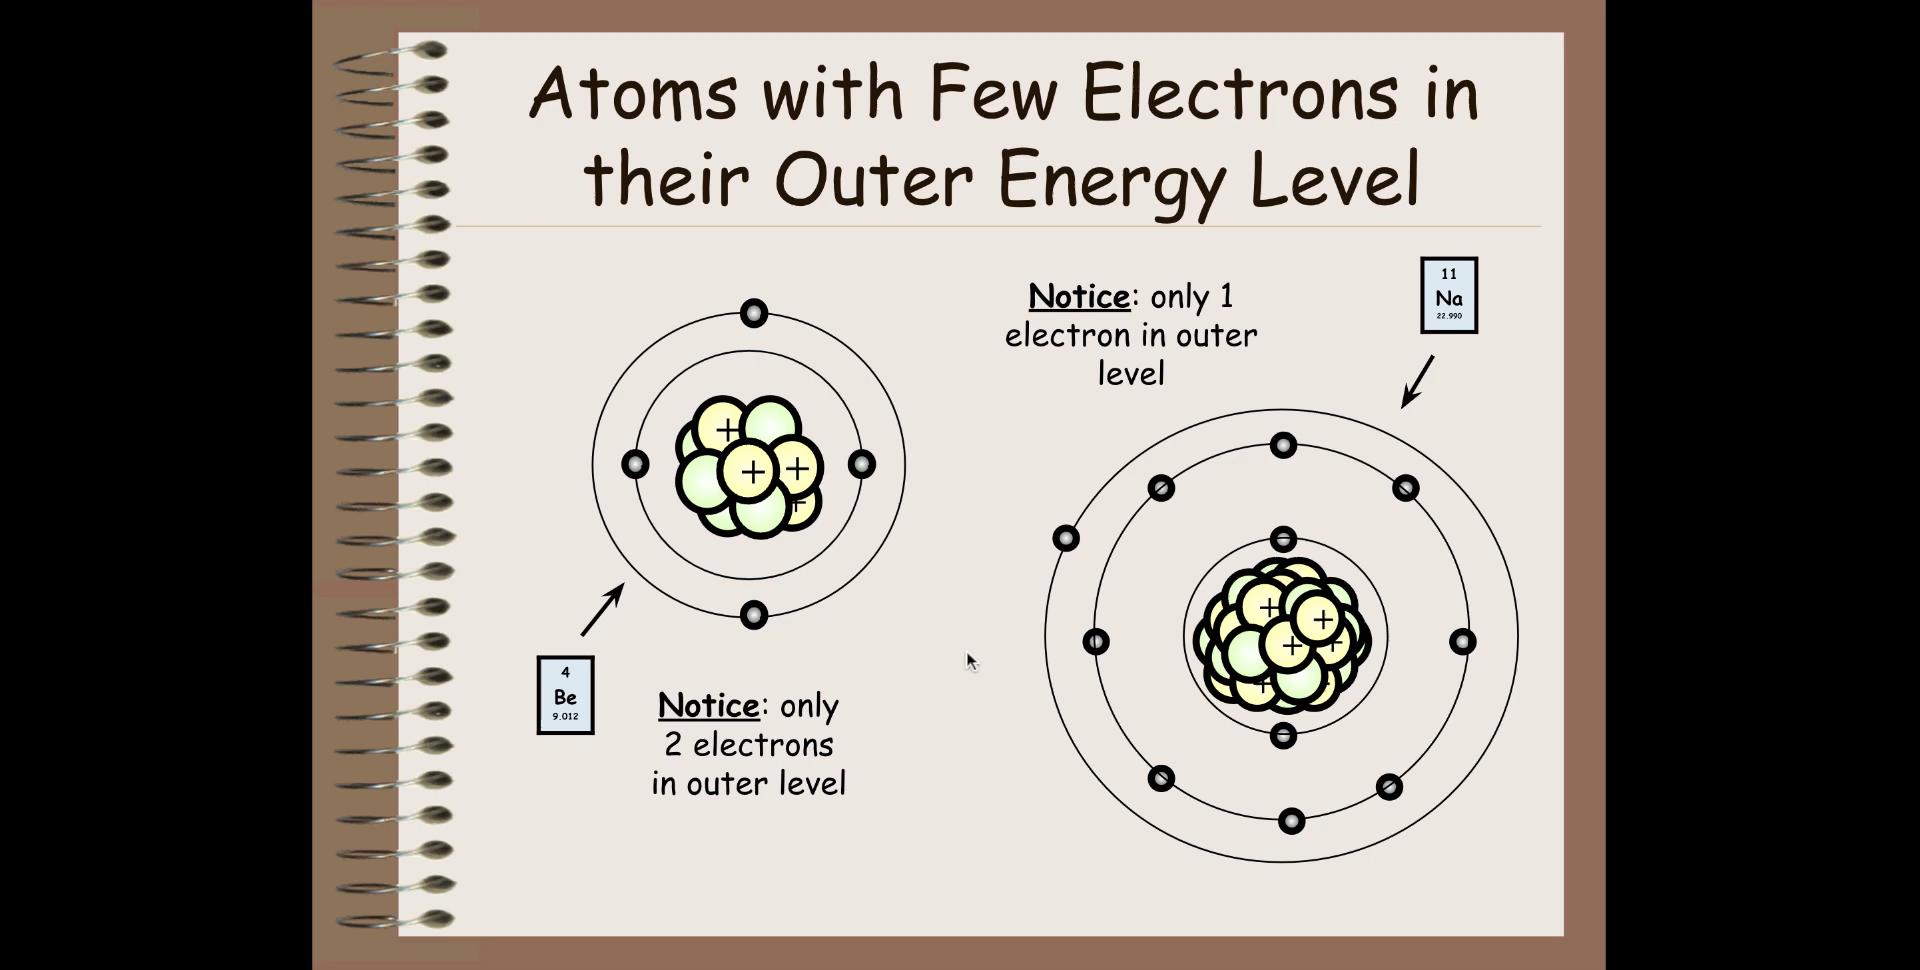 Atoms with Few Electrons in
their Outer Energy Level
Notice: only 1
electron in outer
level
11
Na
22.990
+
+
+
+
+
+
+
+
+
+
4
Be
9.012
Notice: only
2 electrons
in outer level